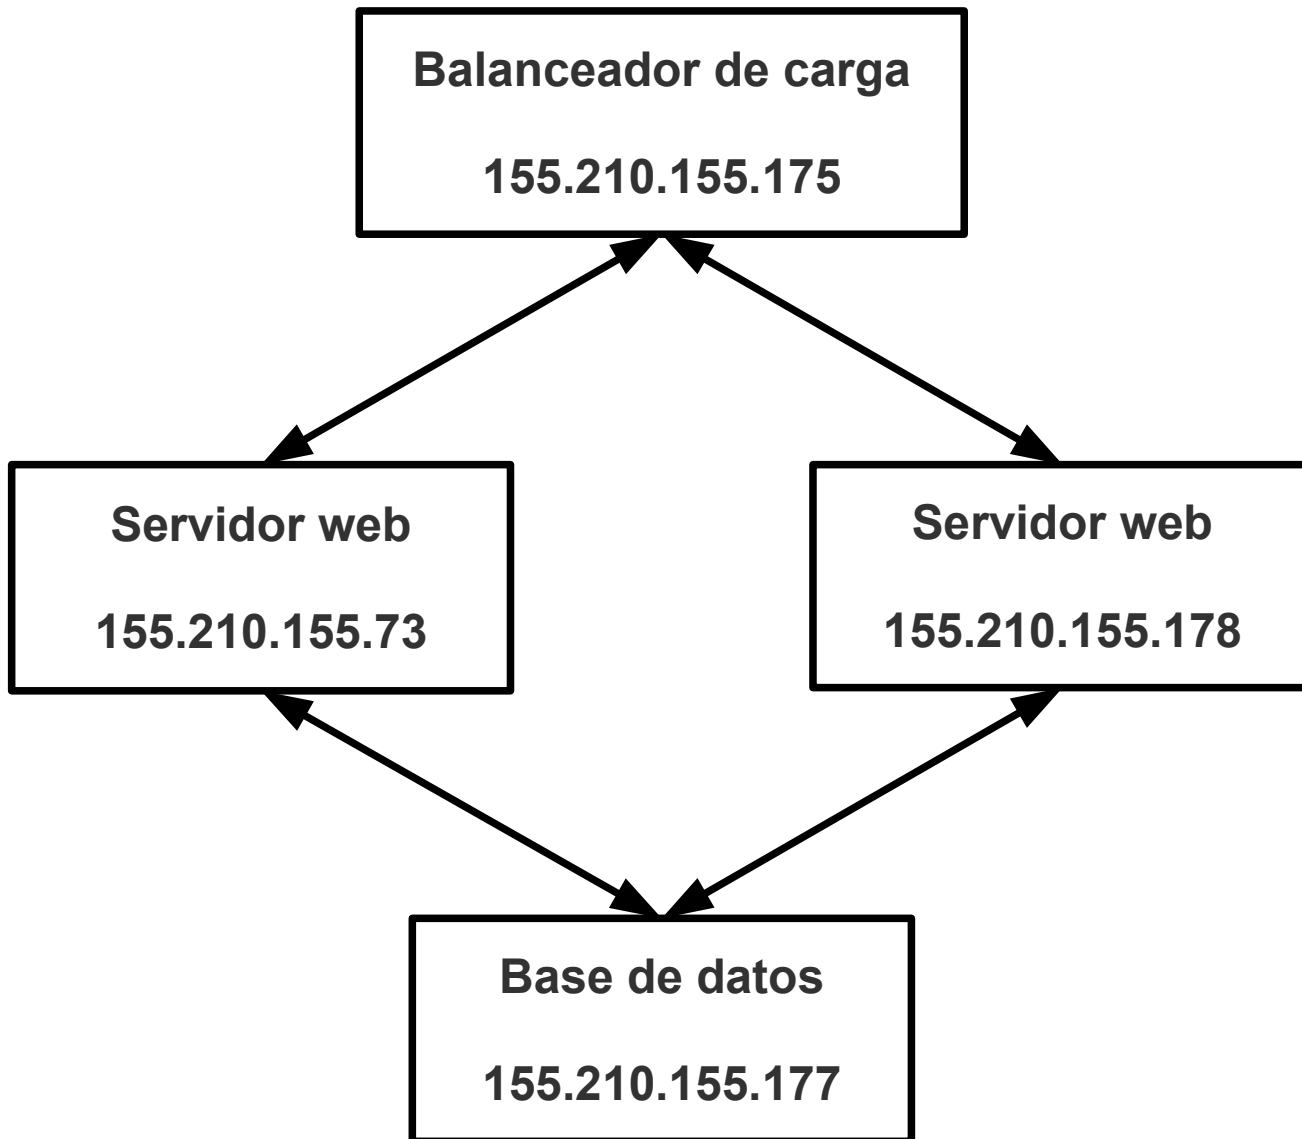 Balanceador de carga
155.210.155.175
Servidor web
155.210.155.73
Servidor web
155.210.155.178
Base de datos
155.210.155.177